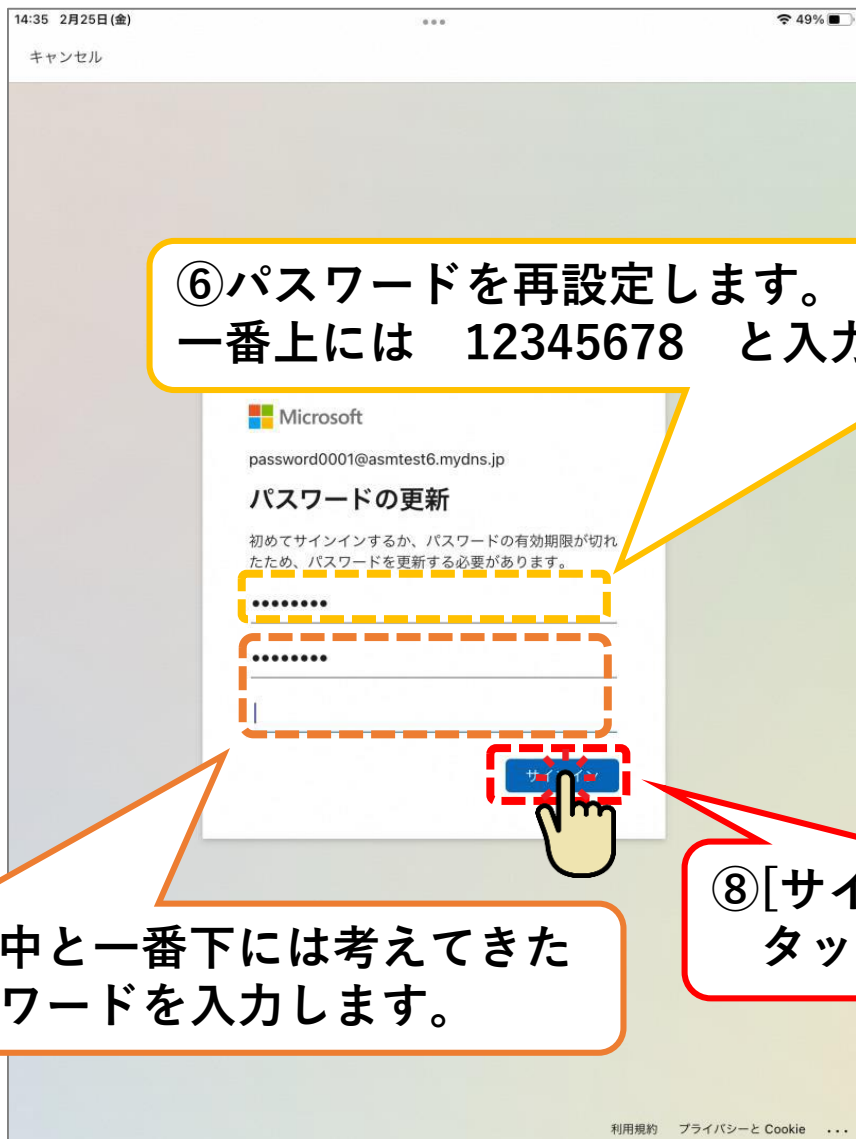 14:35 2月25日(金)
49%
キャンセル
⑥パスワードを再設定します。
一番上には 12345678 と入力
Microsoft
password0001@asmtest6.mydns.jp
パスワードの更新
初めてサインインするか、パスワードの有効期限が切れ
たため、パスワードを更新する必要があります。
サインイン
⑧[サイ
タッ
中と一番下には考えてきた
ワードを入力します。
利用規約 プライバシーと Cookie ...